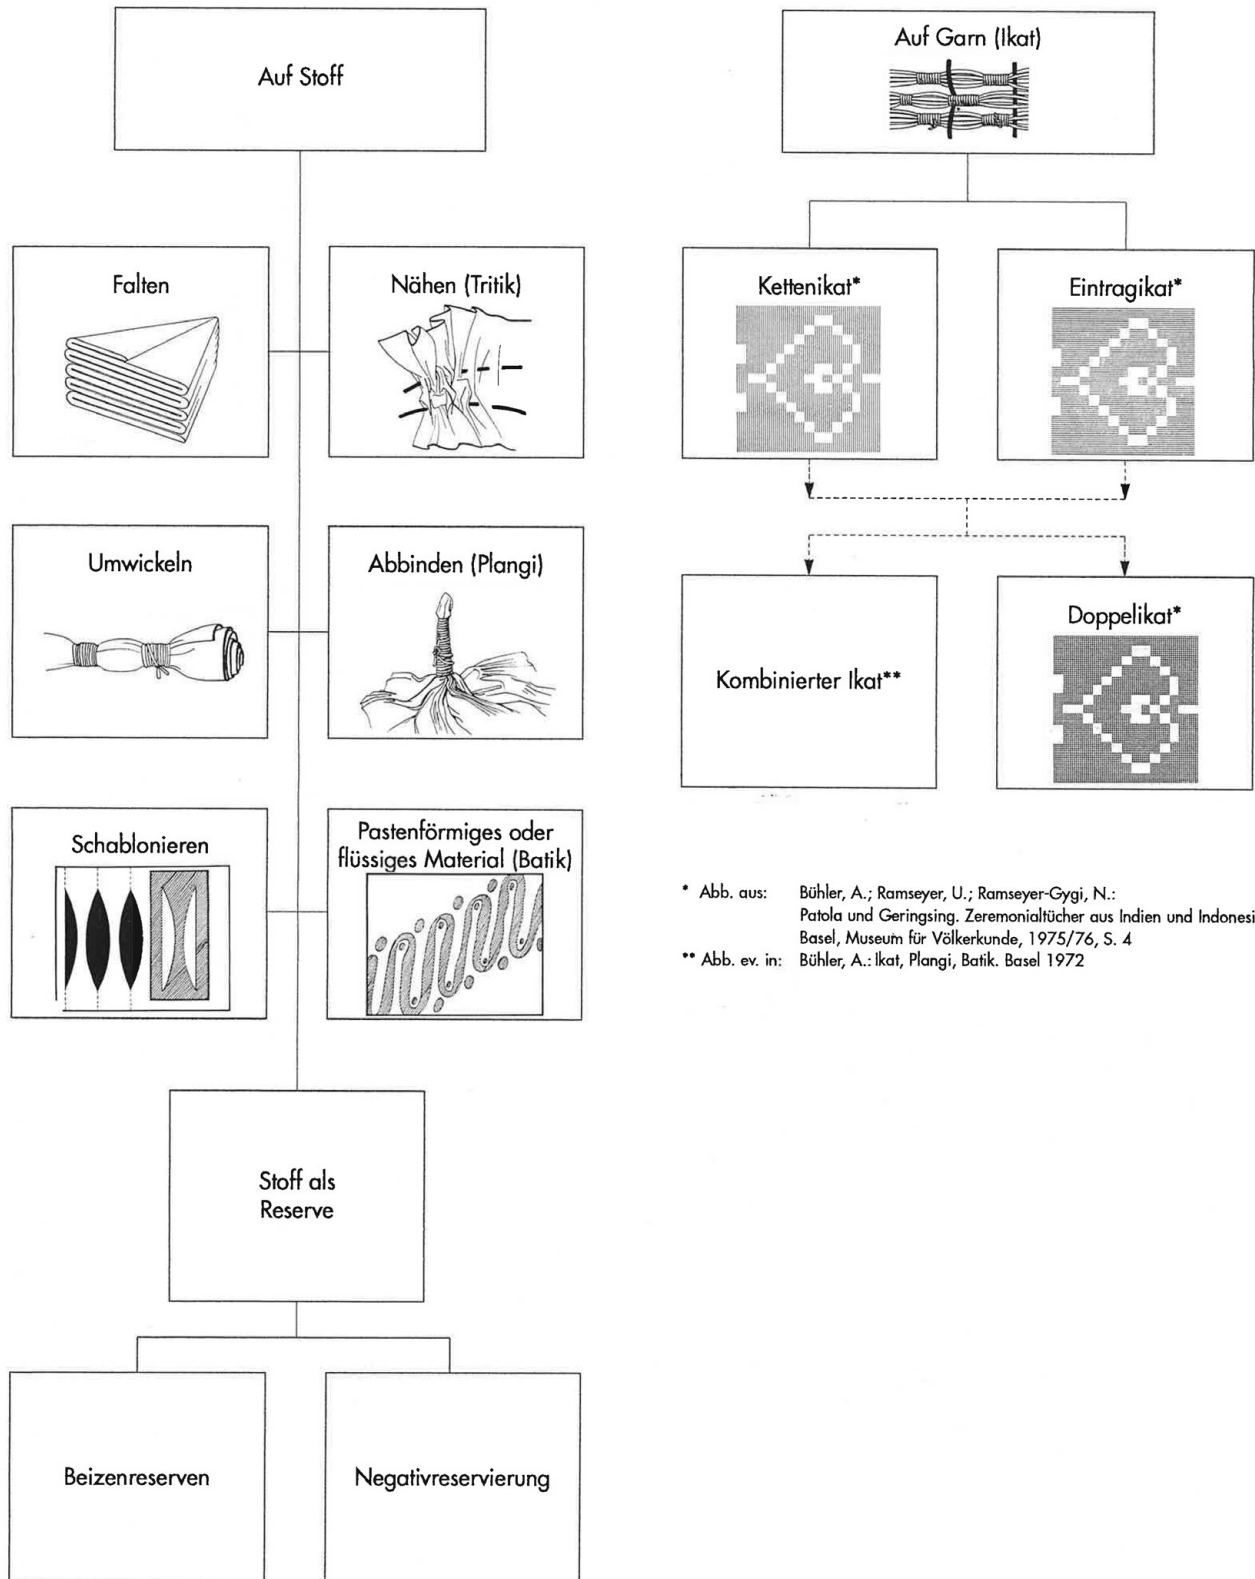 Auf Stoff
Falten
Nähen (Tritik)
Umwickeln
Abbinden (Plangi)
Schablonieren
Pastenförmiges oder
flüssiges Material (Batik)
Stoff als
Reserve
Beizenreserven
Negativreservierung
Auf Garn (Ikat)
Kettenikat*
Eintragikat*
Kombinierter Ikat**
Doppelikat*
* Abb. aus: Bühler, A.; Ramseyer, U.; Ramseyer-Gygi, N.:
Patola und Geringsing. Zeremonialtücher aus Indien und Indonesi
Basel, Museum für Völkerkunde, 1975/76, S. 4
** Abb. ev. in: Bühler, A.: Ikat, Plangi, Batik. Basel 1972